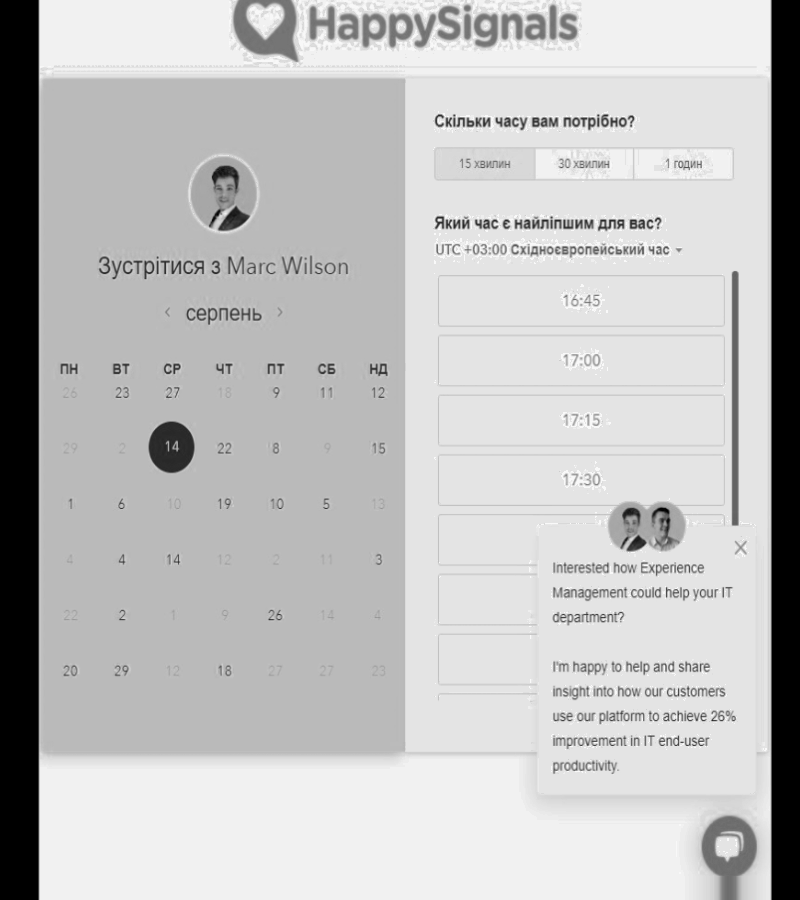 HappySignals
Зустрітися з Marc Wilson
‹ серпень ›
ПН ВТ СР ЧТ ПТ СБ НД
26 23 27 18 9 11 12
29 2 14 22 8 9 15
1 6 10 19 10 5 13
4 4 14 12 2 11 3
22 2 1 9 26 14 4
20 29 12 18 27 27 23
Скільки часу вам потрібно?
15 хвилин 30 хвилин 1 годин
Який час є найліпшим для вас?
UTC +03:00 Східноєвропейський час
16:45
17:00
17:15
17:30
Interested how Experience
Management could help your IT
department?
I'm happy to help and share
insight into how our customers
use our platform to achieve 26%
improvement in IT end-user
productivity.